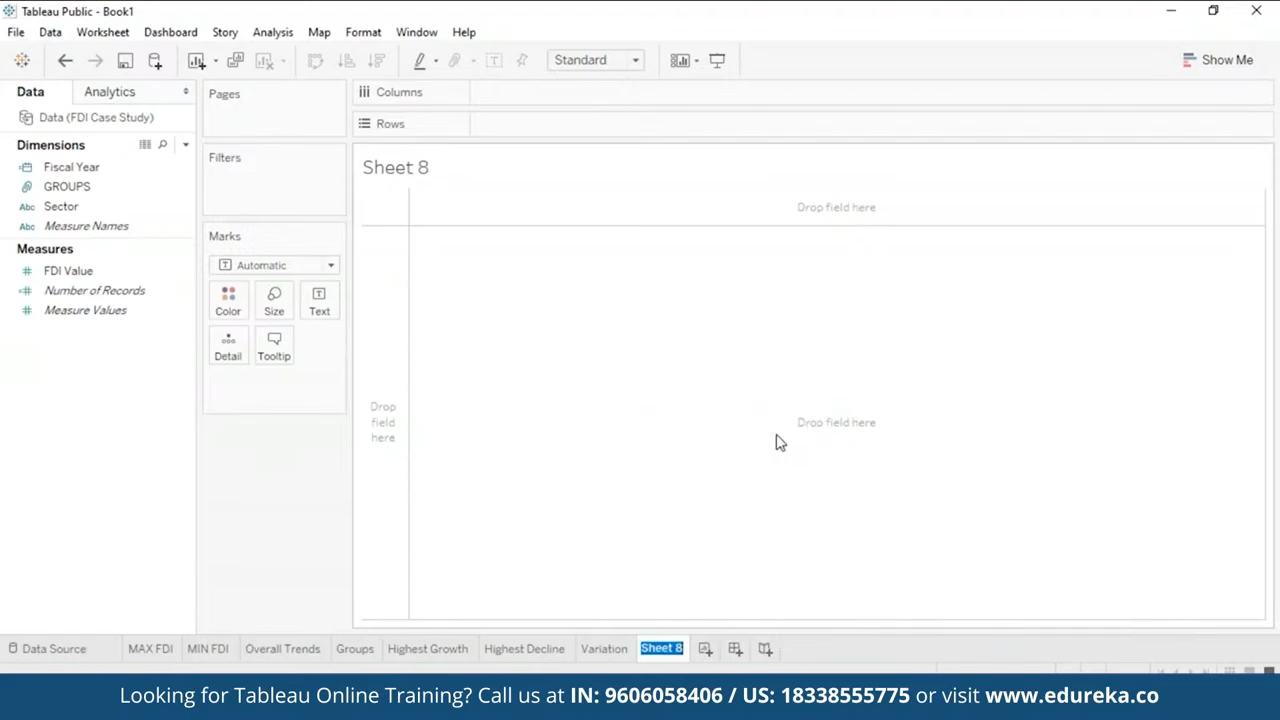 Tableau Public - Book1
File Data Worksheet Dashboard Story Analysis Map Format Window Help
Standard
Show Me
Data Analytics
Data (FDI Case Study)
Dimensions
Fiscal Year
GROUPS
Abc Sector
Abc Measure Names
Measures
FDI Value
Number of Records
Measure Values
Pages
Filters
Marks
Automatic
Color Size Text
Detail Tooltip
Columns
Rows
Sheet 8
Drop field here
Drop
field
here
Drop field here
Data Source MAX FDI MIN FDI Overall Trends Groups Highest Growth Highest Decline Variation Sheet 8
Looking for Tableau Online Training? Call us at IN: 9606058406 / US: 18338555775 or visit www.edureka.co